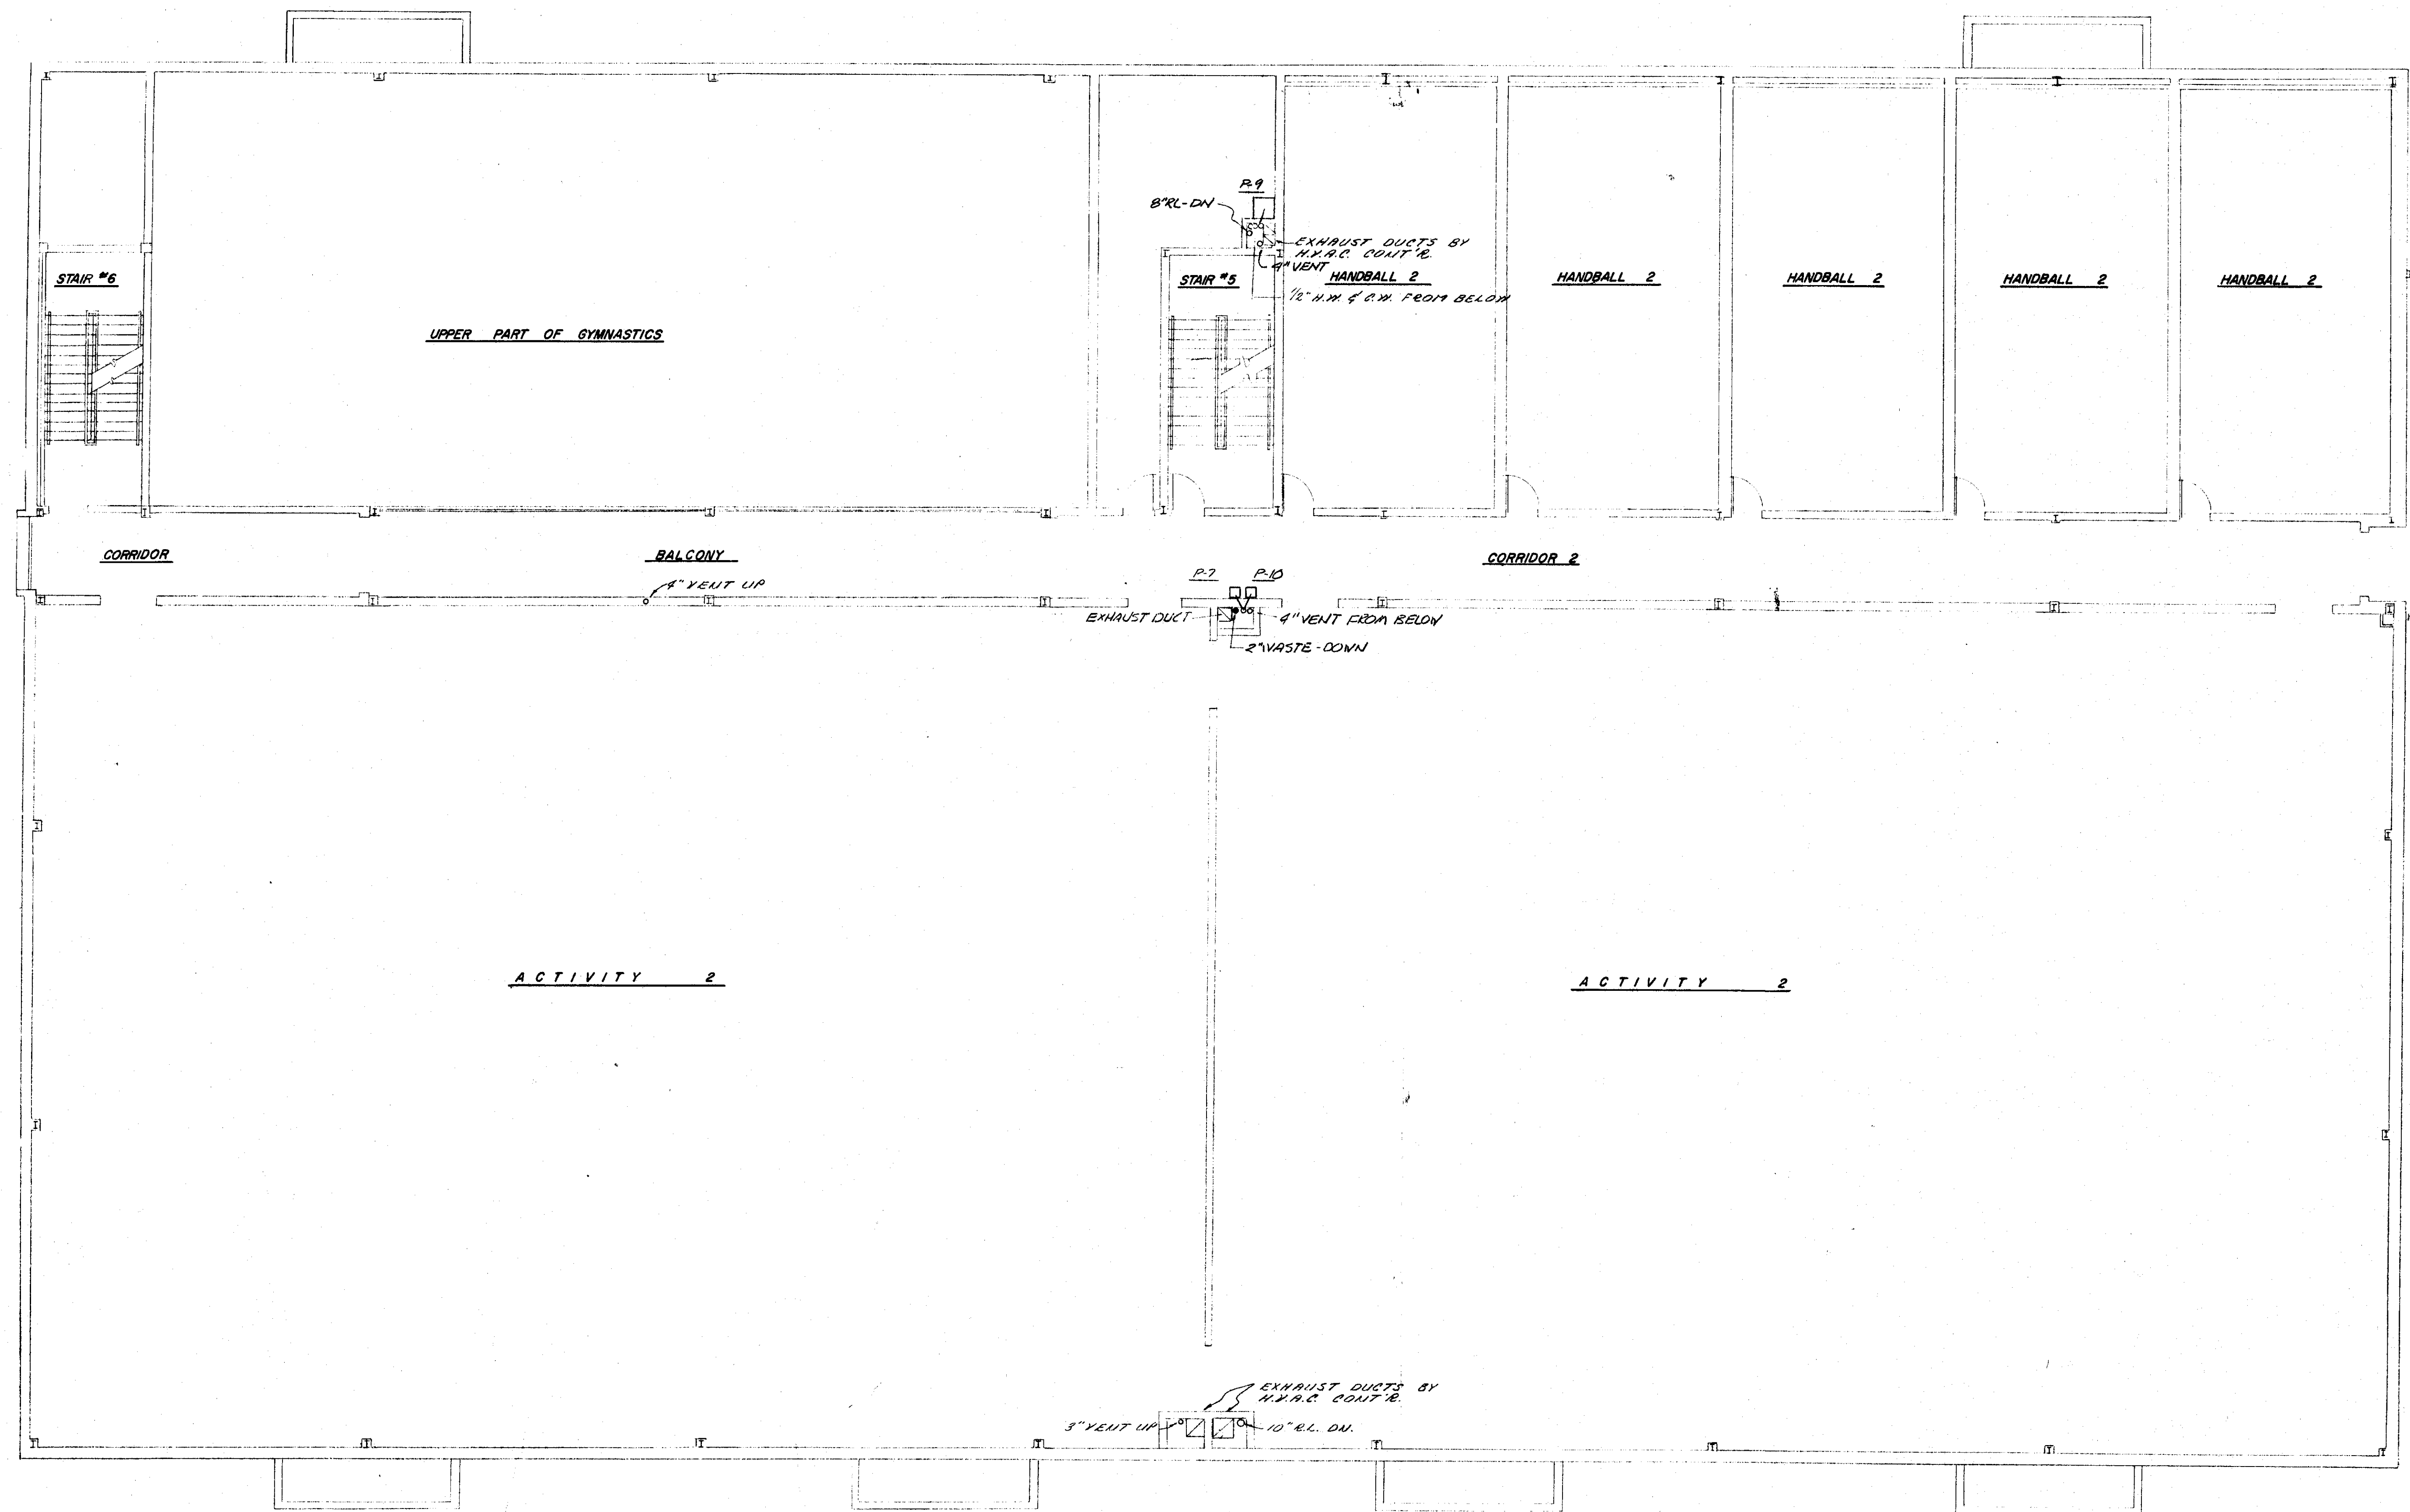 P-9
8"RL-DN
EXHAUST DUCTS BY
H.V.A.C. CONT'R.
4" VENT
STAIR #6
STAIR #5
HANDBALL 2
HANDBALL 2
HANDBALL 2
HANDBALL 2
HANDBALL 2
1/2" H.W. & C.W. FROM BELOW
UPPER PART OF GYMNASTICS
CORRIDOR
BALCONY
CORRIDOR 2
4" VENT UP
P-7
P-10
EXHAUST DUCT
4" VENT FROM BELOW
2" WASTE-DOWN
ACTIVITY 2
ACTIVITY 2
EXHAUST DUCTS BY
H.V.A.C. CONT'R.
3" VENT UP
10" R.L. DN.